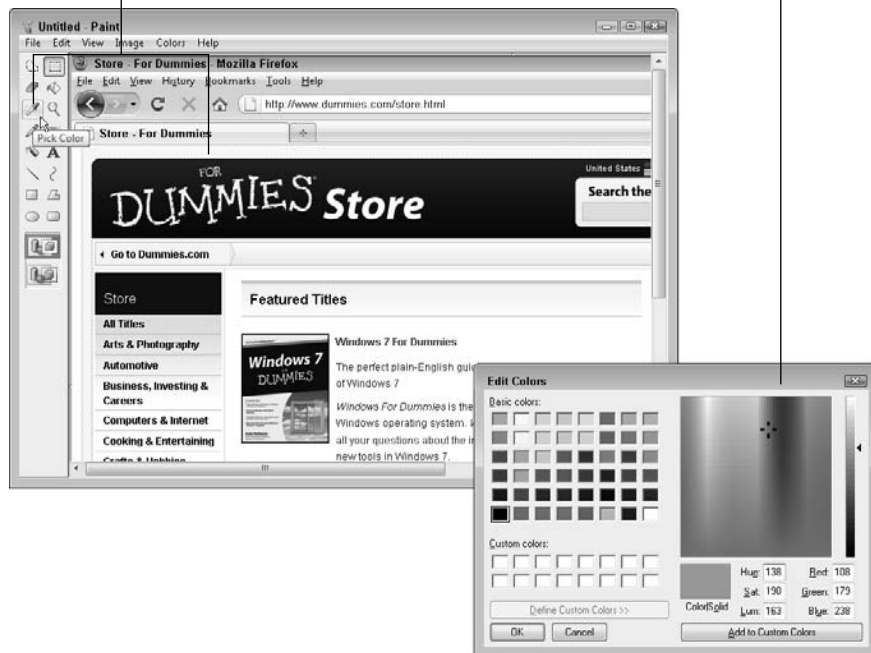 Untitled - Paint
File Edit View Image Colors Help
Store - For Dummies - Mozilla Firefox
File Edit View History Bookmarks Tools Help
http://www.dummies.com/store.html
Store - For Dummies
Pick Color
A
FOR
DUMMIES Store
United States
Search the
Go to Dummies.com
Store
Featured Titles
All Titles
Arts & Photography
Automotive
Business, Investing &
Careers
Computers & Internet
Cooking & Entertaining
Crafts & Hobbies
Windows 7
DUMMIES
Windows 7 For Dummies
The perfect plain-English
of Windows 7
Windows For Dummies is the
Windows operating system.
all your questions about the
new tools in Windows 7.
Edit Colors
Basic colors:
Custom colors:
Define Custom Colors >>
OK Cancel
Color|Solid
Hue: 138 Red: 108
Sat: 190 Green: 179
Lum: 163 Blue: 238
Add to Custom Colors